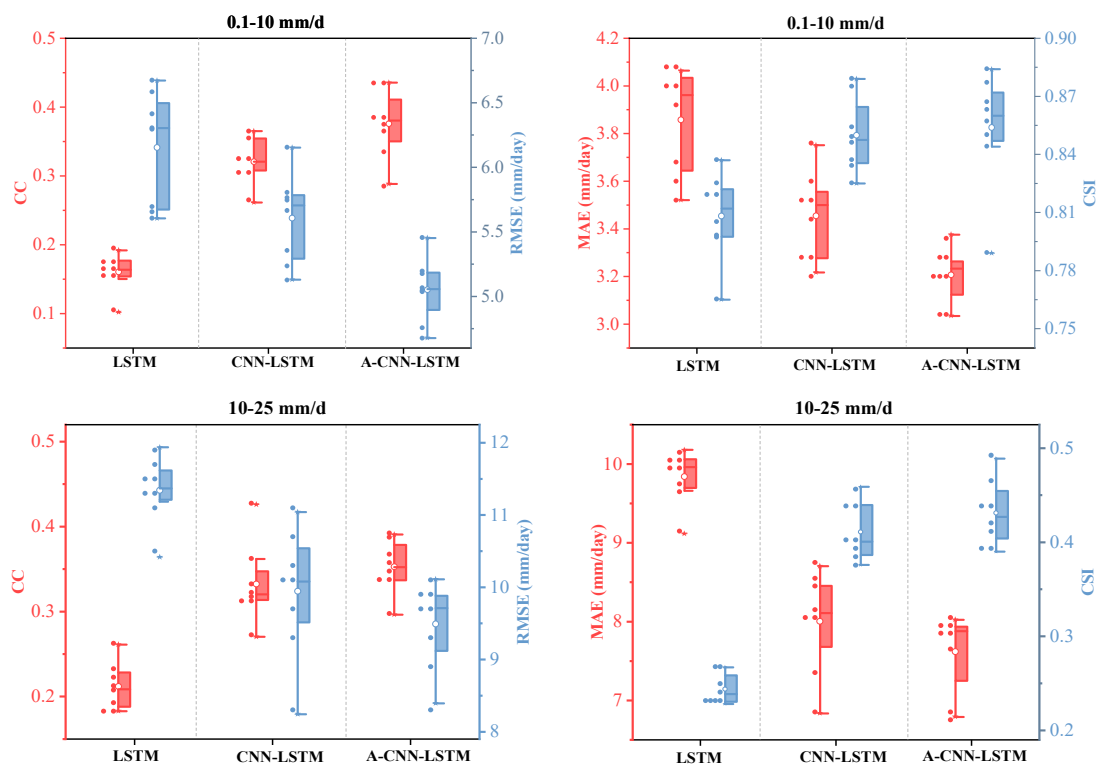 0.1-10 mm/d
0.5
0.4
0.3
0.2
0.1
CC
7.0
6.5
6.0
5.5
5.0
RMSE (mm/day)
LSTM
CNN-LSTM
A-CNN-LSTM
0.1-10 mm/d
4.2
4.0
3.8
3.6
3.5
3.2
3.0
MAE (mm/day)
0.90
0.87
0.84
0.81
0.78
0.75
CSI
LSTM
CNN-LSTM
A-CNN-LSTM
10-25 mm/d
0.5
0.4
0.3
0.2
CC
12
11
10
9
8
RMSE (mm/day)
LSTM
CNN-LSTM
A-CNN-LSTM
10-25 mm/d
10
9
8
7
MAE (mm/day)
0.5
0.4
0.3
0.2
CSI
LSTM
CNN-LSTM
A-CNN-LSTM